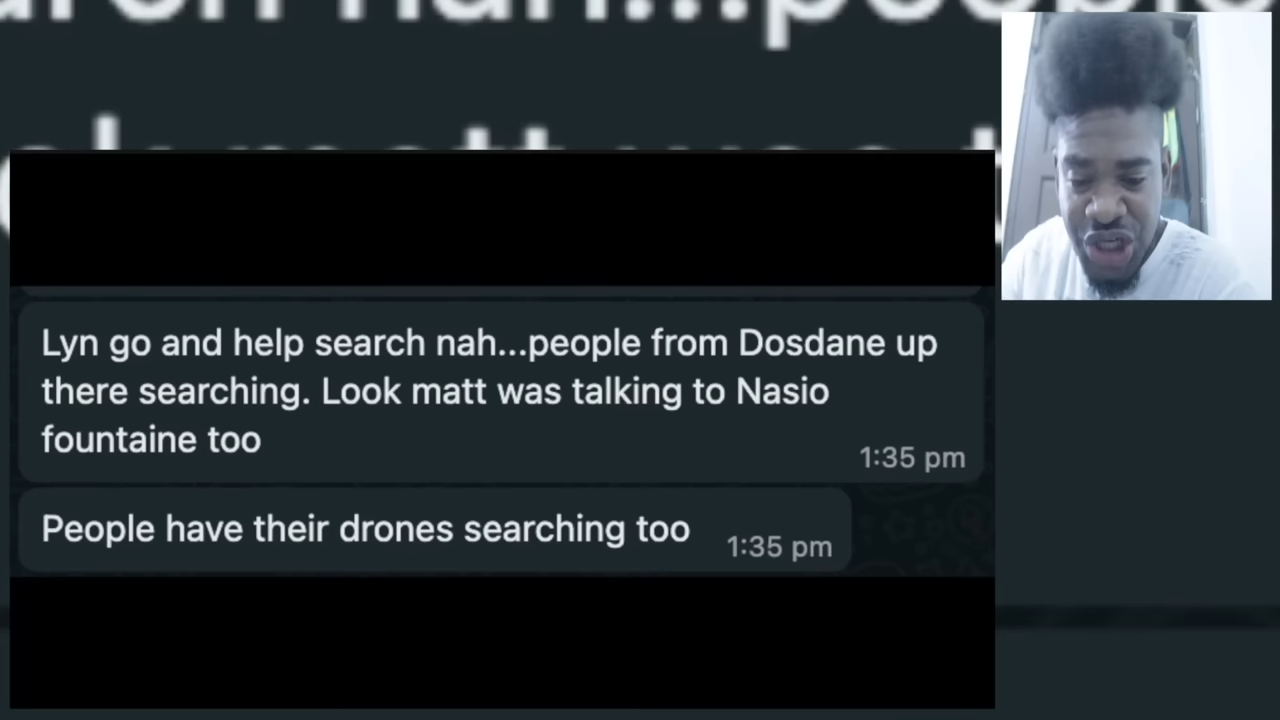 Lyn go and help search nah...people from Dosdane up
there searching. Look matt was talking to Nasio
fountaine too
1:35 pm
People have their drones searching too
1:35 pm